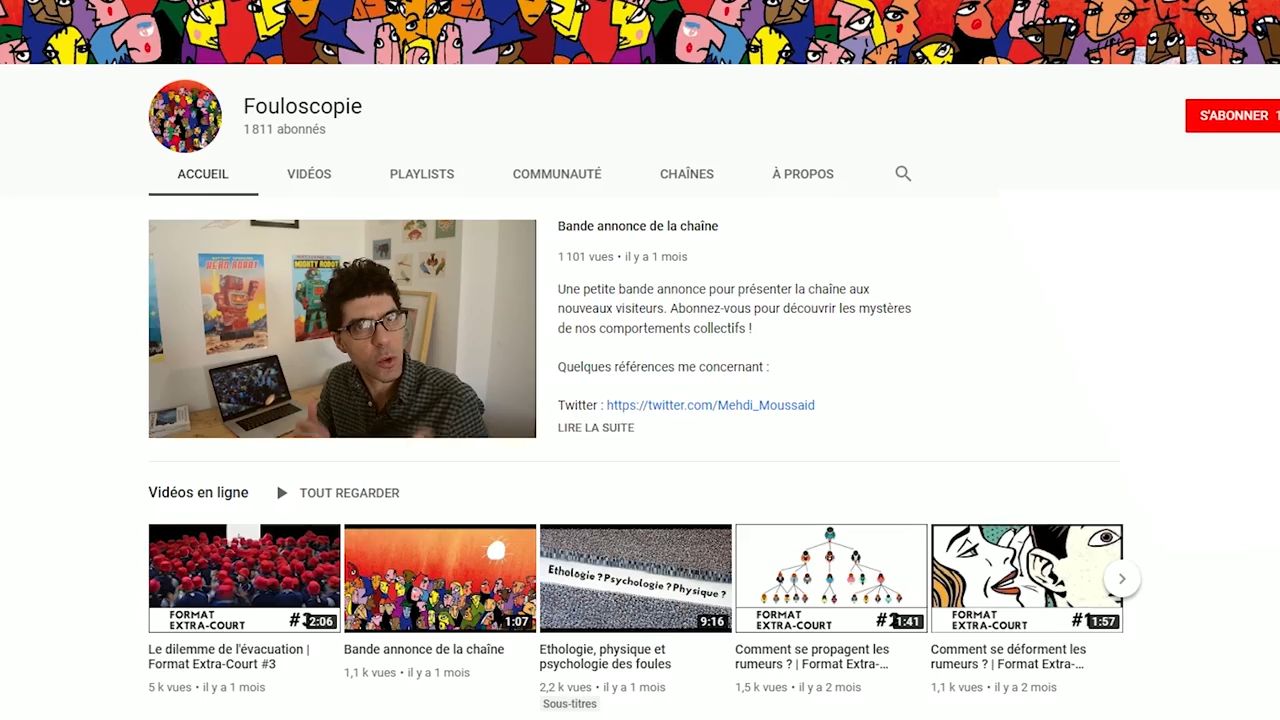 Fouloscopie
1 811 abonnés
S'ABONNER 1
ACCUEIL
VIDÉOS
PLAYLISTS
COMMUNAUTÉ
CHAÎNES
À PROPOS
HERO ROBOT
MIGHTY ROBOT
Bande annonce de la chaîne
1 101 vues • il y a 1 mois
Une petite bande annonce pour présenter la chaîne aux
nouveaux visiteurs. Abonnez-vous pour découvrir les mystères
de nos comportements collectifs !
Quelques références me concernant :
Twitter : https://twitter.com/Mehdi_Moussaid
LIRE LA SUITE
Vidéos en ligne
TOUT REGARDER
FORMAT
EXTRA-COURT
2:06
1:07
Ethologie ? Psychologie ? Physique ?
9:16
FORMAT
EXTRA-COURT
1:41
FORMAT
EXTRA-COURT
#1
1:57
Le dilemme de l'évacuation |
Format Extra-Court #3
5 k vues • il y a 1 mois
Bande annonce de la chaîne
1,1 k vues • il y a 1 mois
Ethologie, physique et
psychologie des foules
2,2 k vues • il y a 1 mois
Sous-titres
Comment se propagent les
rumeurs ? | Format Extra-...
1,5 k vues • il y a 2 mois
Comment se déforment les
rumeurs ? | Format Extra-...
1,1 k vues • il y a 2 mois